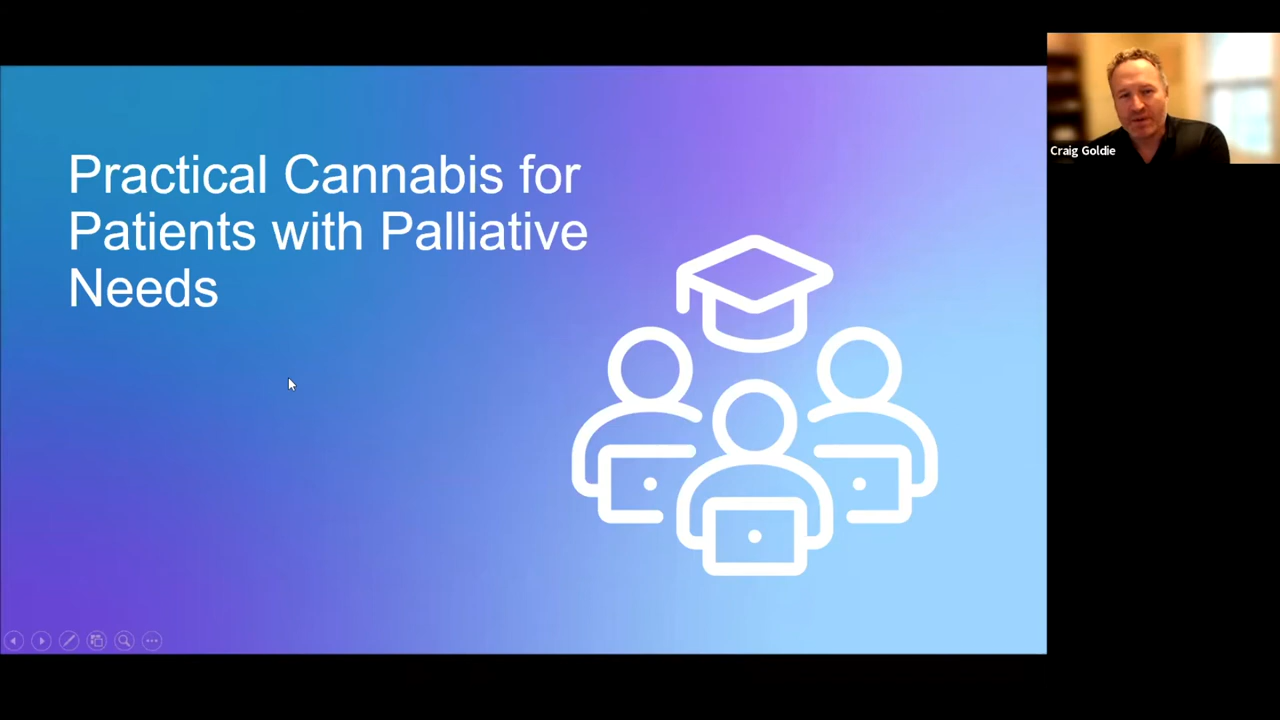 Practical Cannabis for
Patients with Palliative
Needs
Craig Goldie